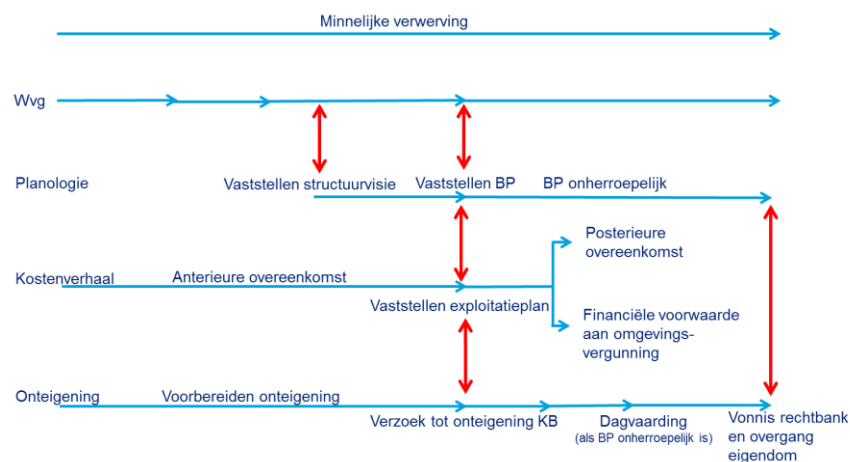 Minnelijke verwerving
Wvg
Planologie
Vaststellen structuurvisie
Vaststellen BP
BP onherroepelijk
Posterieure
overeenkomst
Kostenverhaal
Anterieure overeenkomst
Vaststellen exploitatieplan
Financiële voorwaarde
aan omgevings-
vergunning
Onteigening
Voorbereiden onteigening
Verzoek tot onteigening KB
Dagvaarding
(als BP onherroepelijk is)
Vonnis rechtbank
en overgang
eigendom